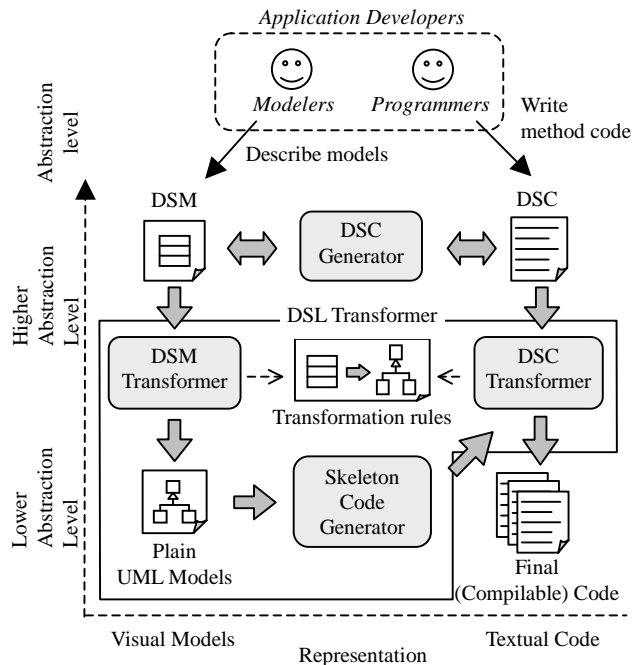 Application Developers
Modelers
Programmers
Abstraction
level
Describe models
Write
method code
DSM
DSC
DSC
Generator
Higher
Abstraction
Level
DSL Transformer
DSM
Transformer
DSC
Transformer
Transformation rules
Lower
Abstraction
Level
Skeleton
Code
Generator
Plain
UML Models
Final
(Compilable) Code
Visual Models
Representation
Textual Code